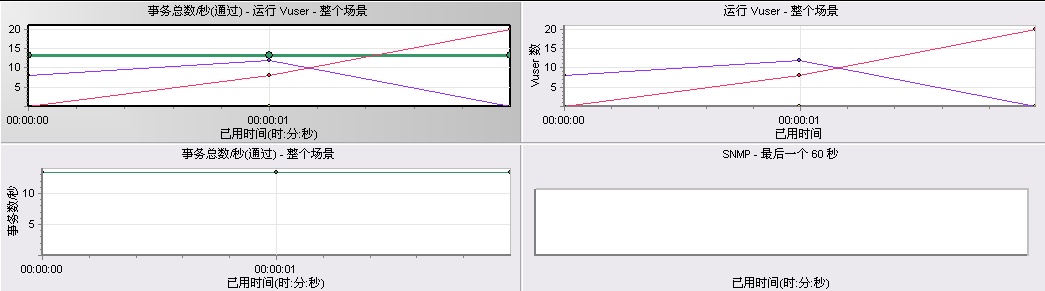 事务总数/秒(通过) - 运行 Vuser - 整个场景
20
15
10
5
00:00:00
00:00:01
已用时间(时:分:秒)
运行 Vuser - 整个场景
Vuser 数
20
15
10
5
00:00:00
00:00:01
已用时间
事务总数/秒(通过) - 整个场景
事务数/秒
10
5
00:00:00
00:00:01
已用时间(时:分:秒)
SNMP - 最后一个 60 秒
已用时间(时:分:秒)